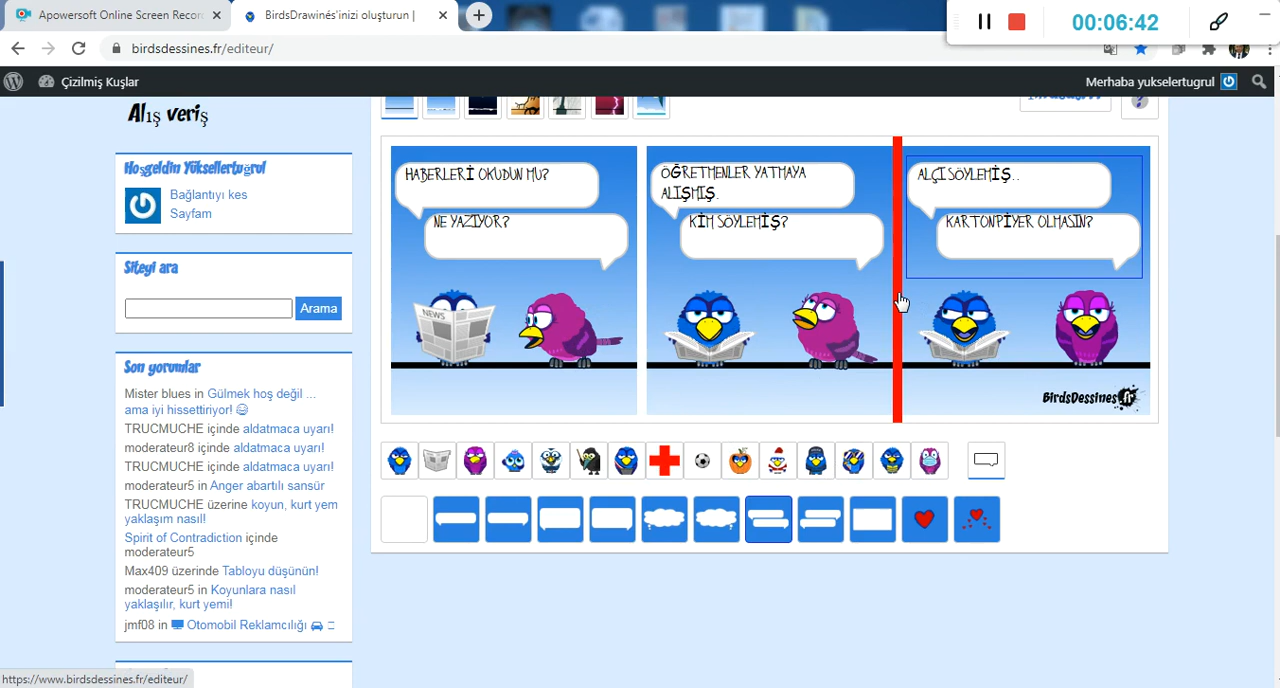 Apowersoft Online Screen Recor
BirdsDrawinés'inizi oluşturun |
00:06:42
birdsdessines.fr/editeur/
Çizilmiş Kuşlar
Merhaba yukselertugrul
Alış veriş
Hoşgeldin Yüksellertuğrul
Bağlantıyı kes
Sayfam
Siteyi ara
Arama
Son yorumlar
Mister blues in Gülmek hoş değil ...
ama iyi hissettiriyor!
TRUCMUCHE içinde aldatmaca uyarı!
moderateur8 içinde aldatmaca uyarı!
TRUCMUCHE içinde aldatmaca uyarı!
moderateur5 in Anger abartılı sansür
TRUCMUCHE üzerine koyun, kurt yem
yaklaşım nasıl!
Spirit of Contradiction içinde
moderateur5
Max409 üzerinde Tabloyu düşünün!
moderateur5 in Koyunlara nasıl
yaklaşılır, kurt yemi!
jmf08 in Otomobil Reklamcılığı
HABERLERİ OKUDUN MU?
NE YAZIYOR?
NEWS
ÖĞRETMENLER YATMAYA
ALIŞMIŞ.
KİM SÖYLEMİŞ?
ALÇI SÖYLEMİŞ..
KARTONPİYER OLMASIN?
BirdsDessines.fr
https://www.birdsdessines.fr/editeur/